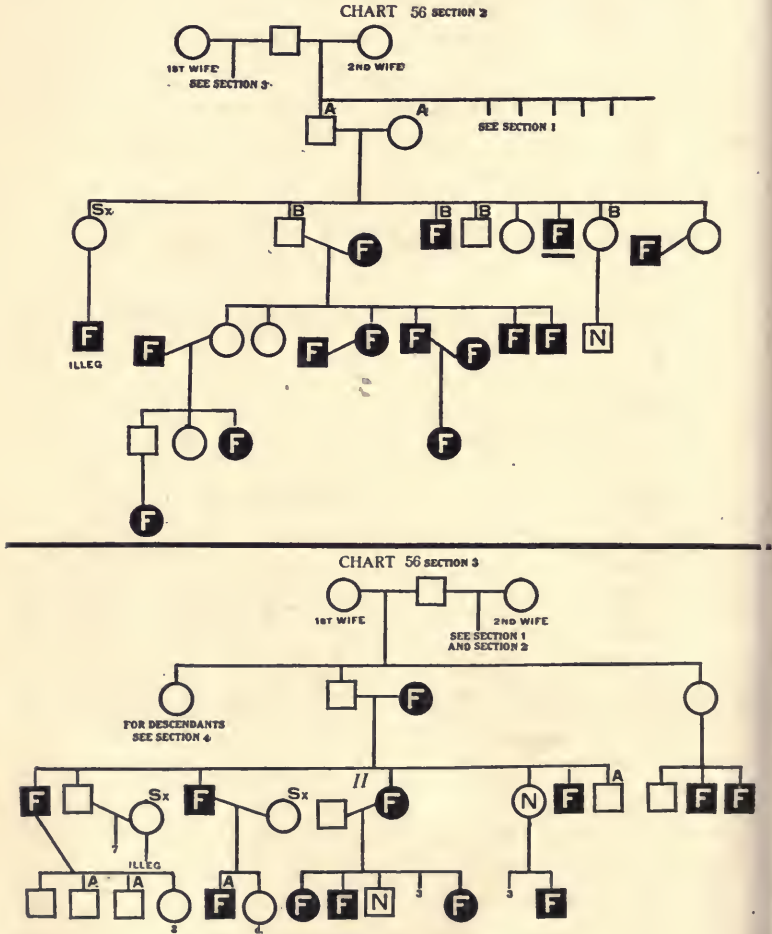 CHART 56 SECTION 2
1ST WIFE 2ND WIFE
SEE SECTION 3
A A
SEE SECTION 1
Sx B B B B
F F F
F
F N
ILLEG
F F F F F F
F
F F
F
CHART 56 SECTION 3
1ST WIFE 2ND WIFE
SEE SECTION 1
AND SECTION 2
F
FOR DESCENDANTS
SEE SECTION 4
II A
F Sx F Sx F N F F F
7
ILLEG
A A A
F F F N 3 F 3 F